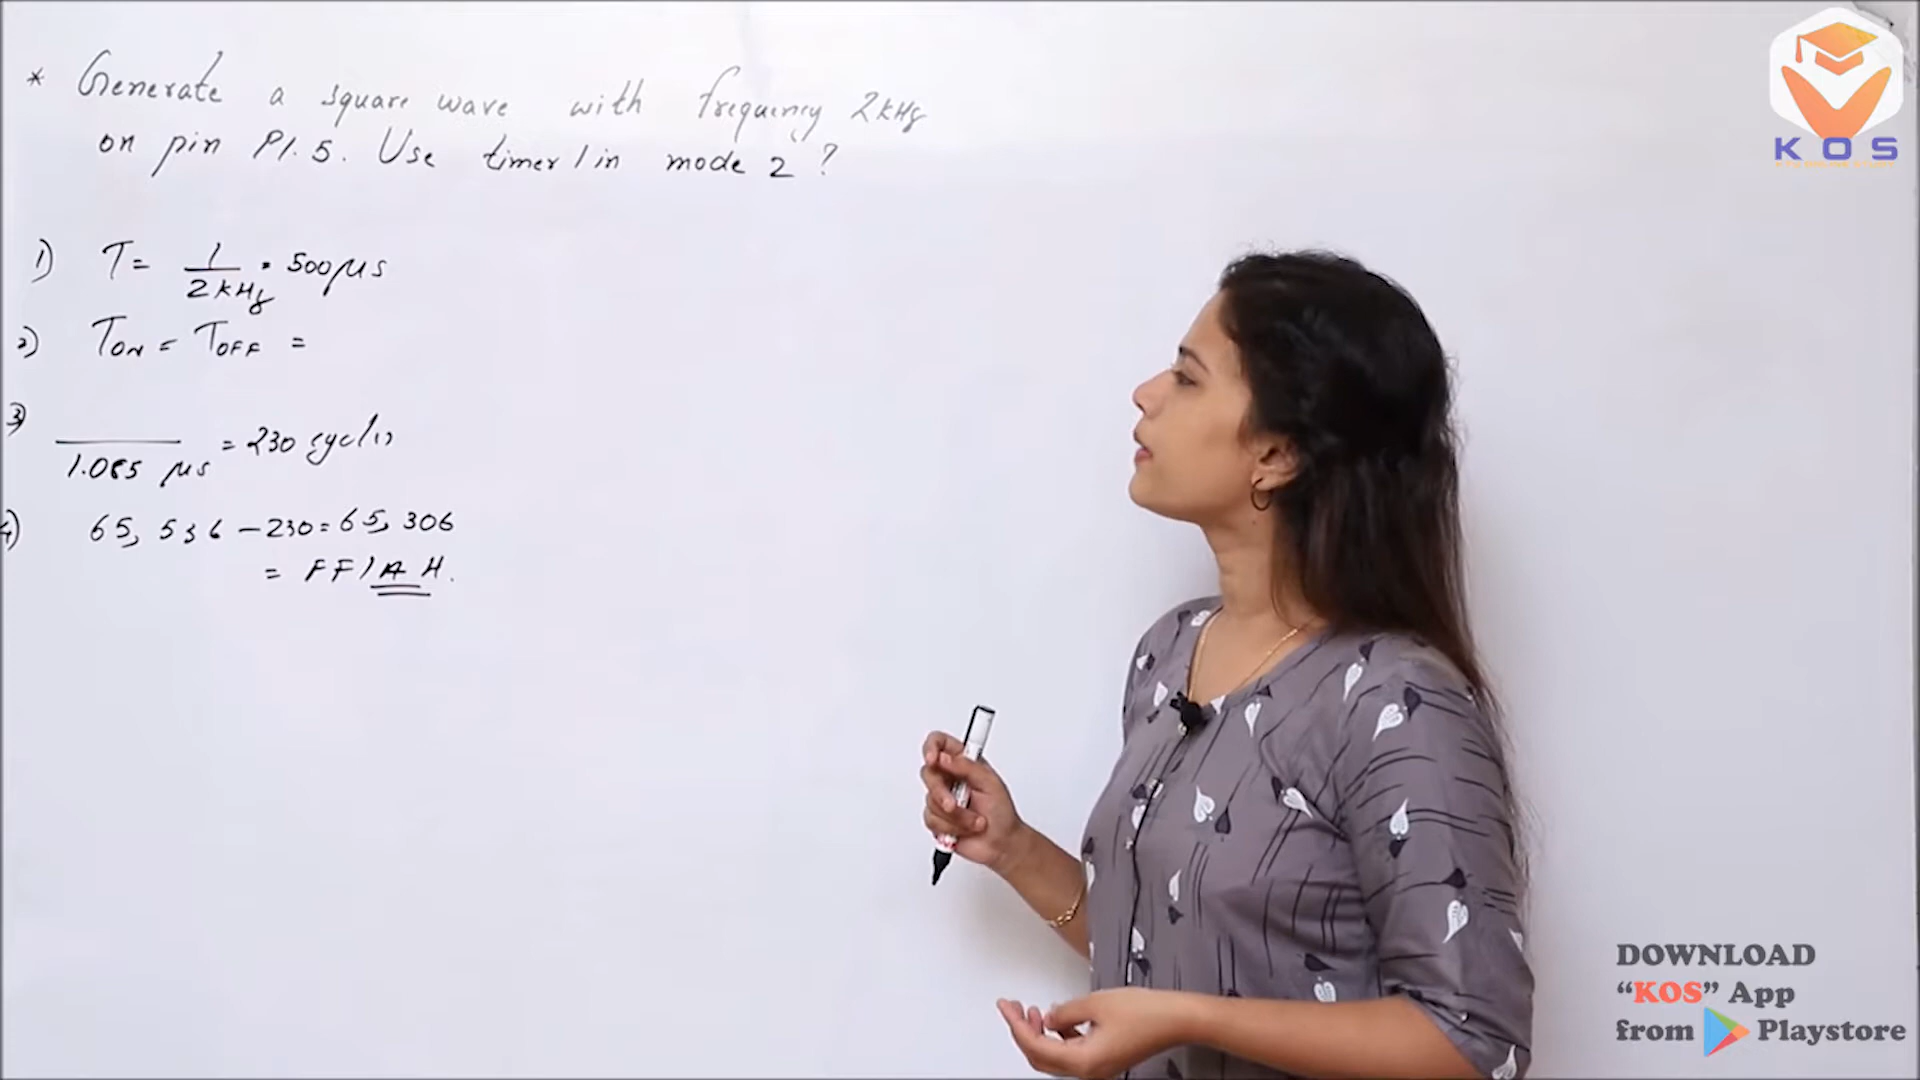 * Generate a square wave with frequency 2kHz
on pin P1.5. Use timer 1 in mode 2 ?
1) T = 1/2kHz = 500μs
2) TON = TOFF =
3)
1.085 μs = 230 cycles
4) 65,536 - 230 = 65,306
= FF1A H.
KOS
DOWNLOAD
“KOS” App
from Playstore